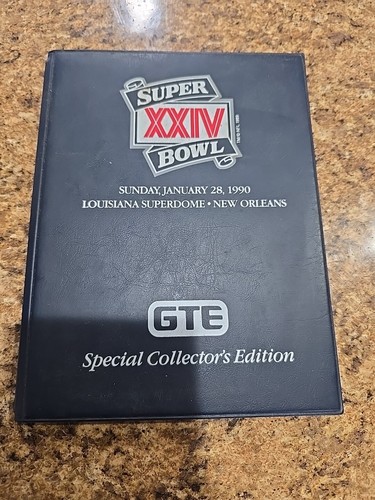 SUPER
XXIV
BOWL
SUNDAY, JANUARY 28, 1990
LOUISIANA SUPERDOME • NEW ORLEANS
GTE
Special Collector's Edition